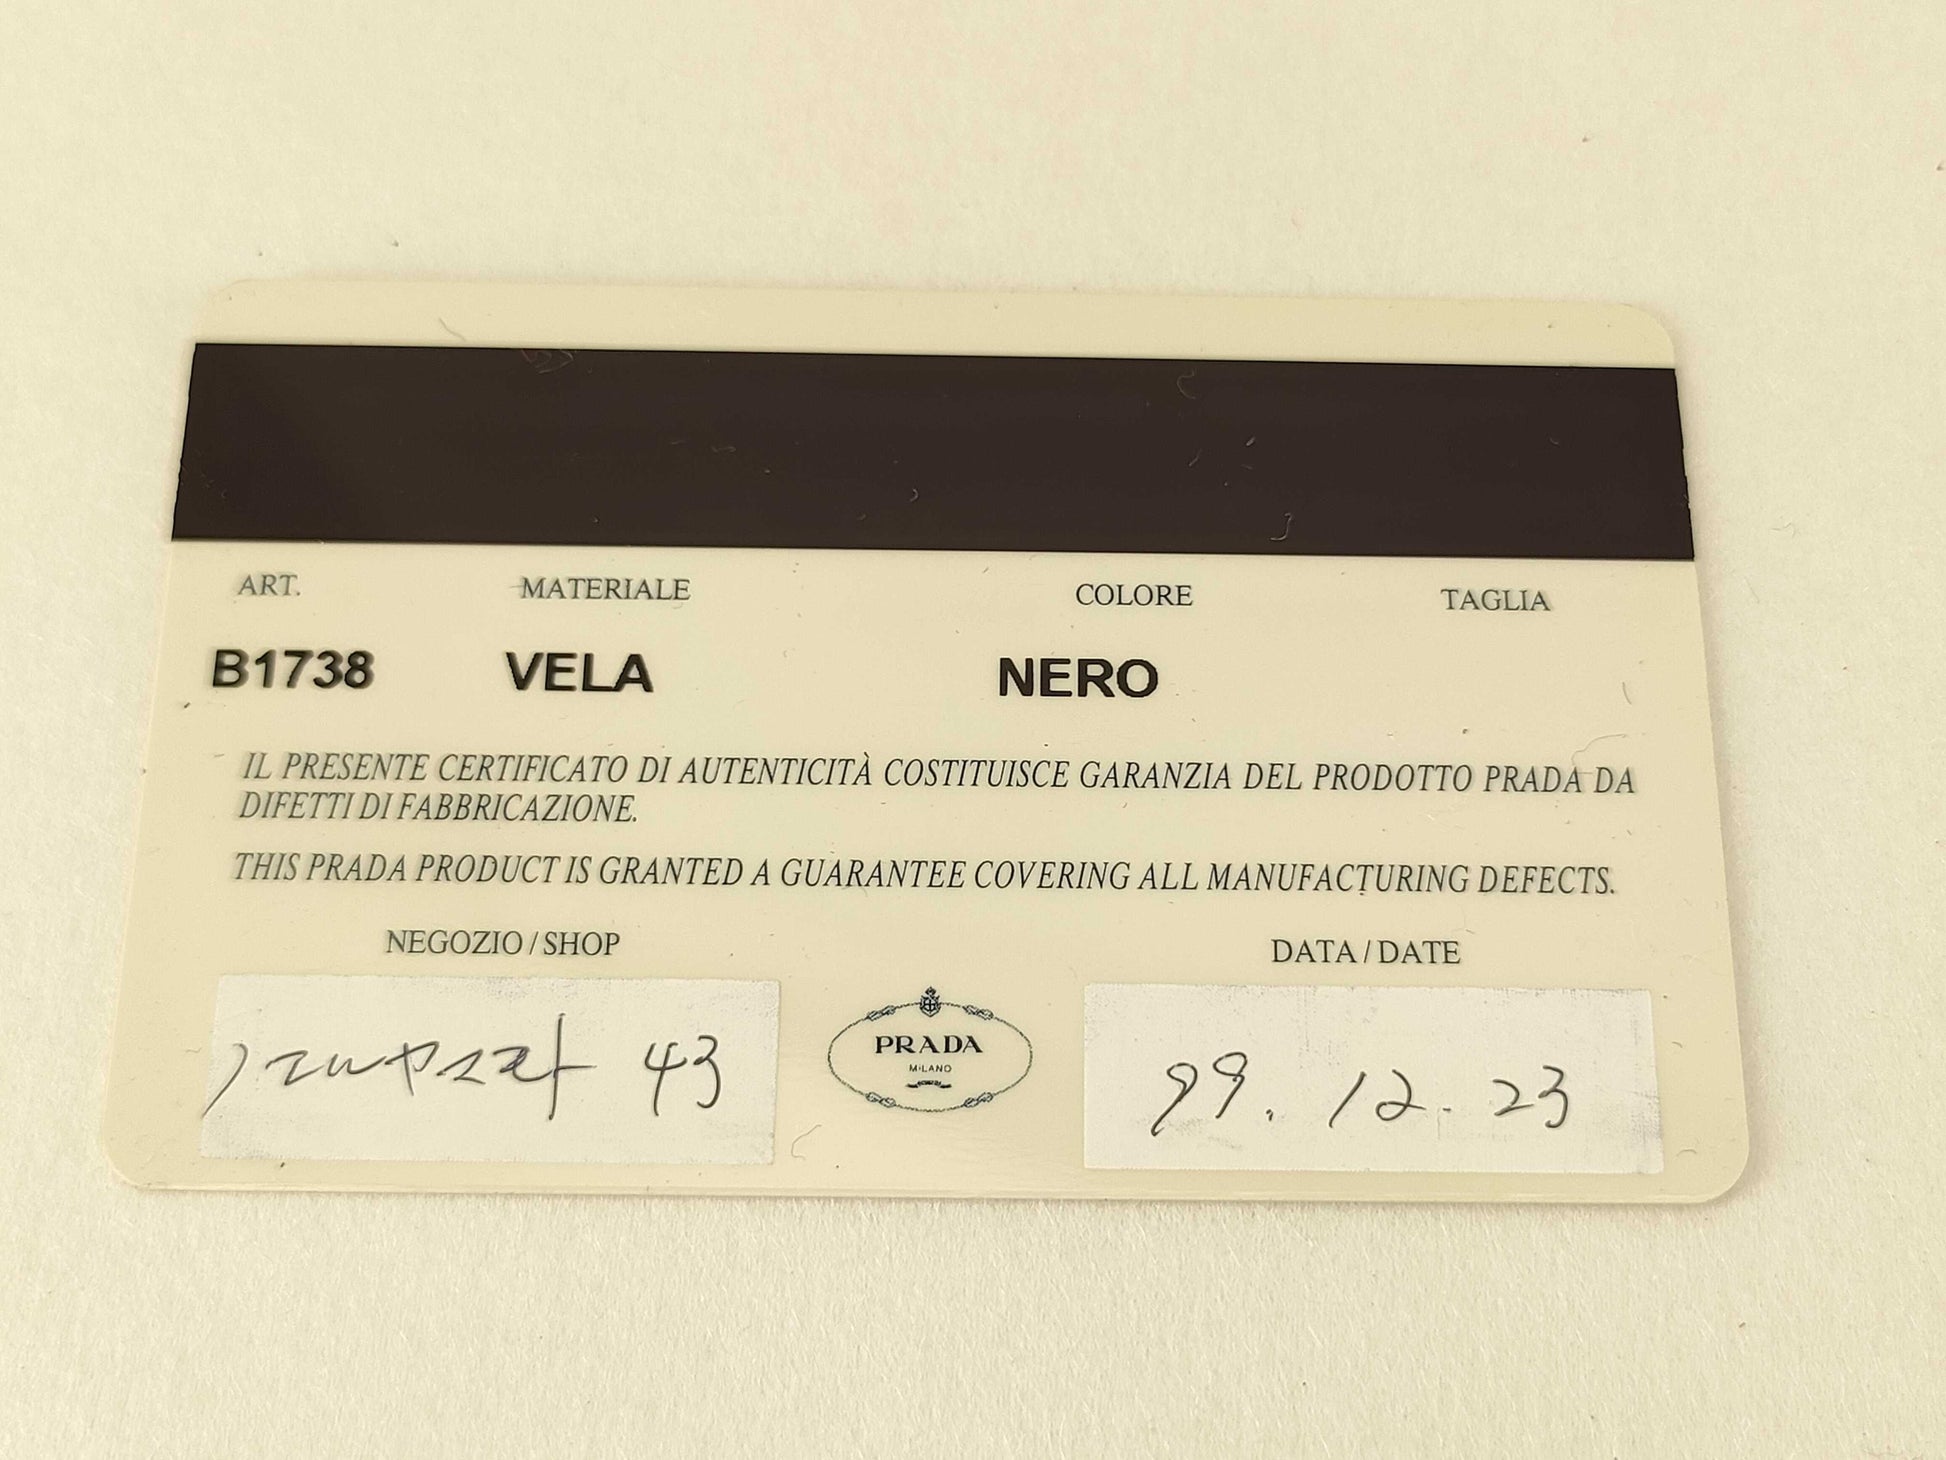 ART. MATERIALE COLORE TAGLIA
B1738 VELA NERO
IL PRESENTE CERTIFICATO DI AUTENTICITÀ COSTITUISCE GARANZIA DEL PRODOTTO PRADA DA
DIFETTI DI FABBRICAZIONE.
THIS PRADA PRODUCT IS GRANTED A GUARANTEE COVERING ALL MANUFACTURING DEFECTS.
NEGOZIO / SHOP DATA / DATE
43
PRADA
MILANO
99. 12. 23